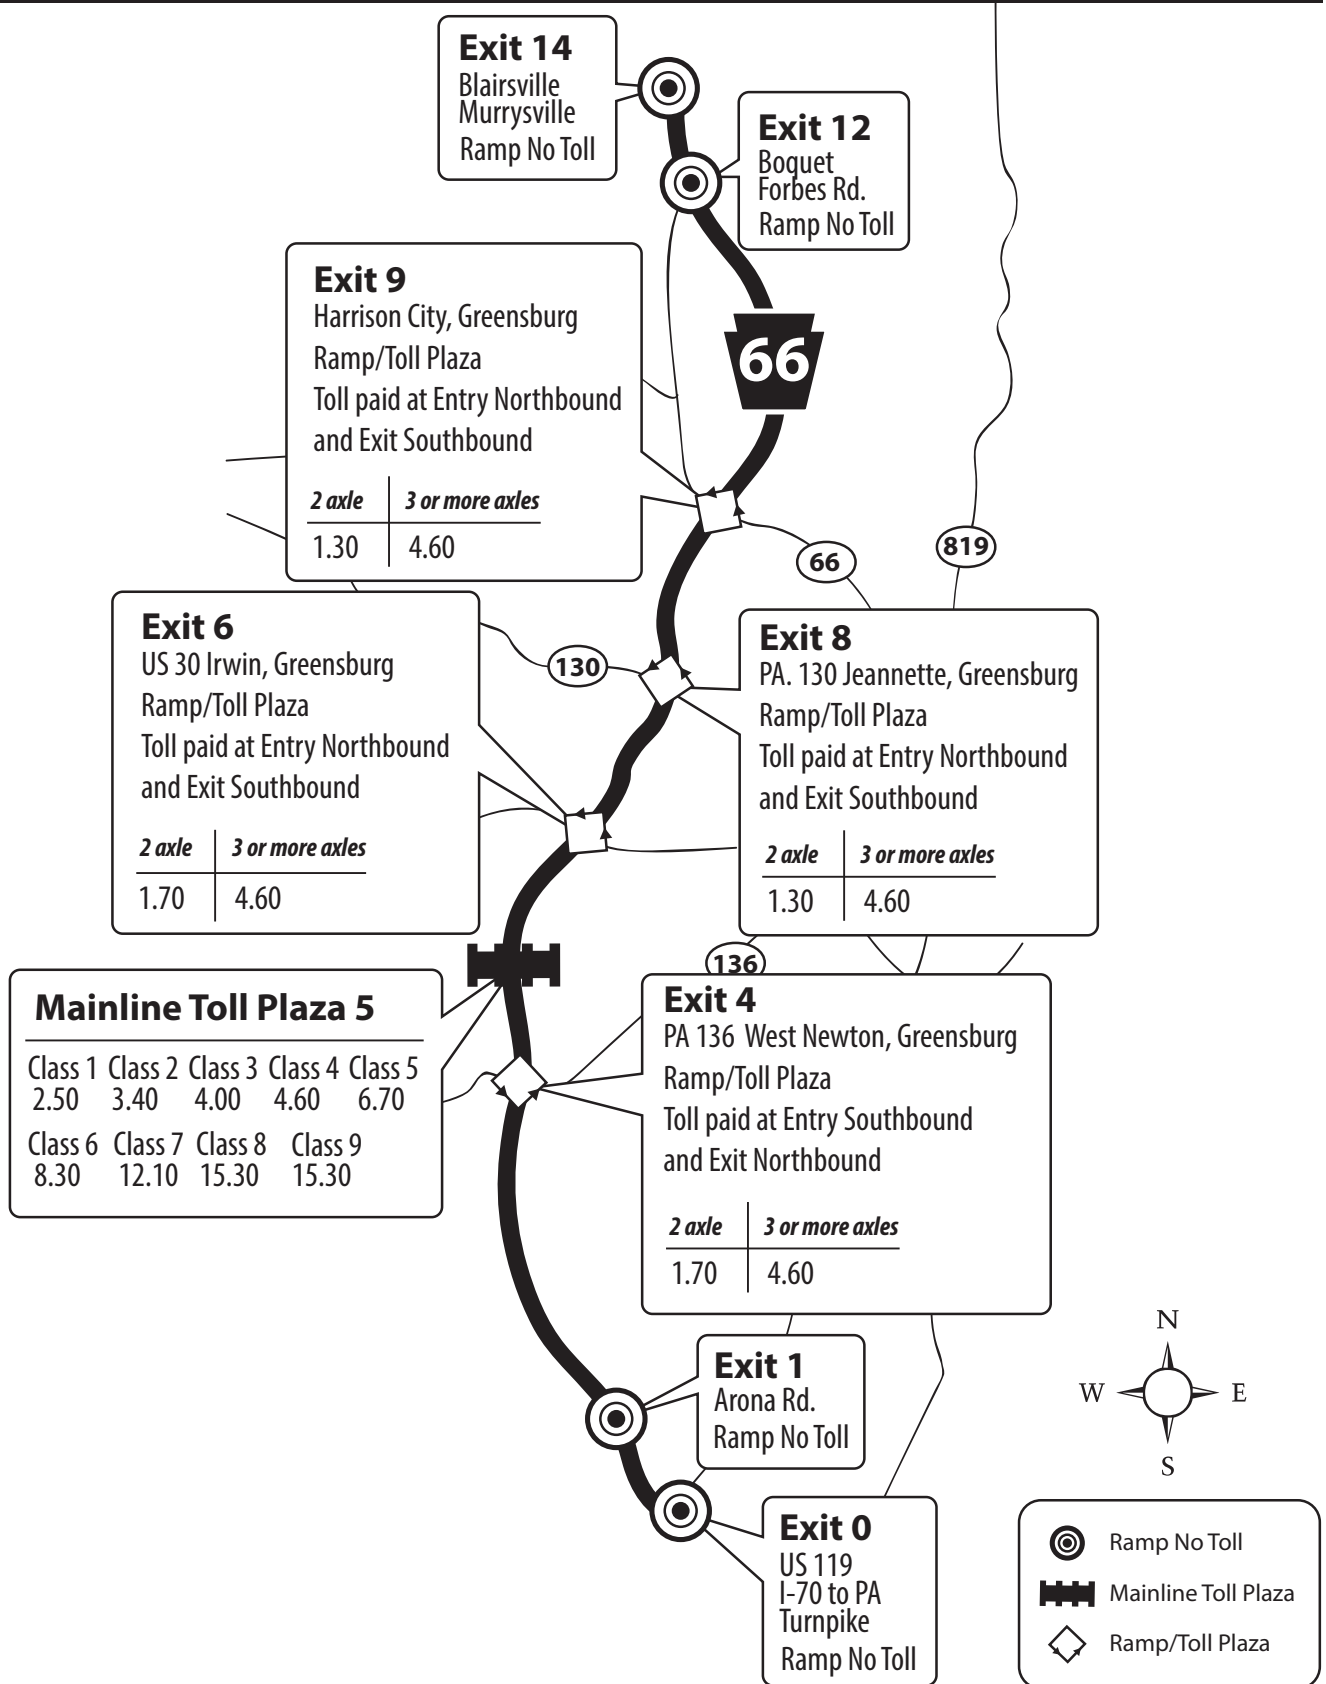 Exit 14
Blairsville
Murrysville
Ramp No Toll
Exit 12
Boquet
Forbes Rd.
Ramp No Toll
Exit 9
Harrison City, Greensburg
Ramp/Toll Plaza
Toll paid at Entry Northbound
and Exit Southbound
2 axle 3 or more axles
1.30 4.60
66
66
819
130
Exit 6
US 30 Irwin, Greensburg
Ramp/Toll Plaza
Toll paid at Entry Northbound
and Exit Southbound
2 axle 3 or more axles
1.70 4.60
Exit 8
PA. 130 Jeannette, Greensburg
Ramp/Toll Plaza
Toll paid at Entry Northbound
and Exit Southbound
2 axle 3 or more axles
1.30 4.60
136
Mainline Toll Plaza 5
Class 1 Class 2 Class 3 Class 4 Class 5
2.50 3.40 4.00 4.60 6.70
Class 6 Class 7 Class 8 Class 9
8.30 12.10 15.30 15.30
Exit 4
PA 136 West Newton, Greensburg
Ramp/Toll Plaza
Toll paid at Entry Southbound
and Exit Northbound
2 axle 3 or more axles
1.70 4.60
Exit 1
Arona Rd.
Ramp No Toll
Exit 0
US 119
I-70 to PA
Turnpike
Ramp No Toll
N
W E
S
Ramp No Toll
Mainline Toll Plaza
Ramp/Toll Plaza